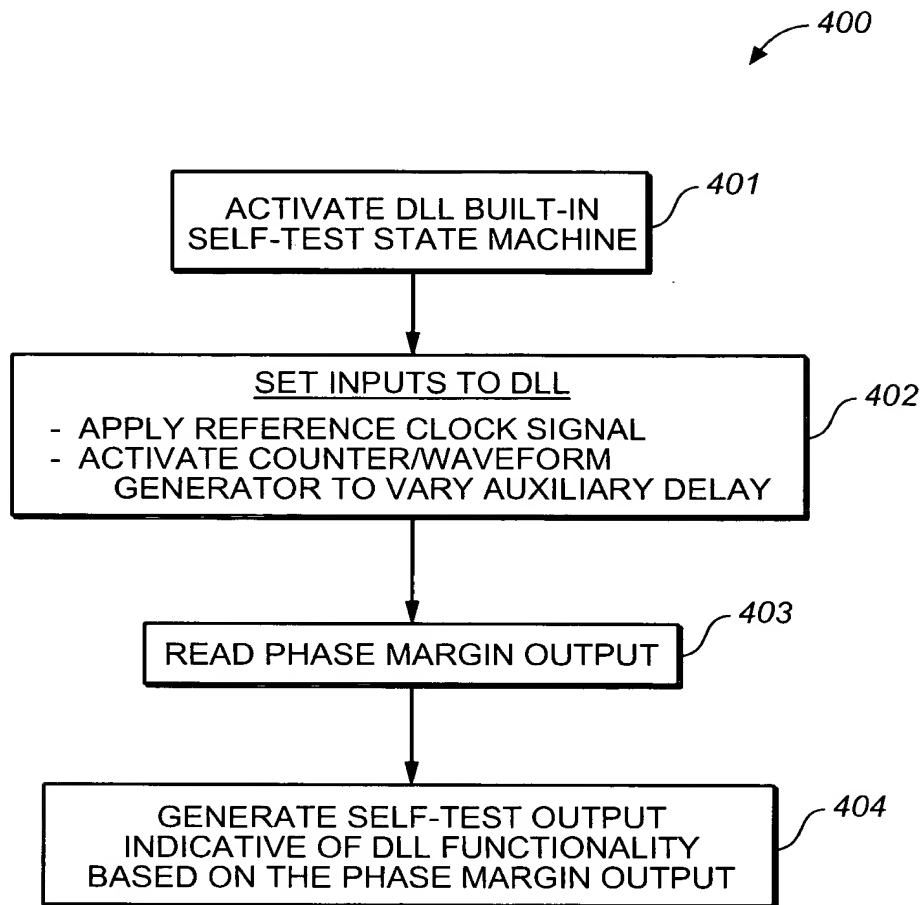 400
401
ACTIVATE DLL BUILT-IN
SELF-TEST STATE MACHINE
402
SET INPUTS TO DLL
- APPLY REFERENCE CLOCK SIGNAL
- ACTIVATE COUNTER/WAVEFORM
GENERATOR TO VARY AUXILIARY DELAY
403
READ PHASE MARGIN OUTPUT
404
GENERATE SELF-TEST OUTPUT
INDICATIVE OF DLL FUNCTIONALITY
BASED ON THE PHASE MARGIN OUTPUT